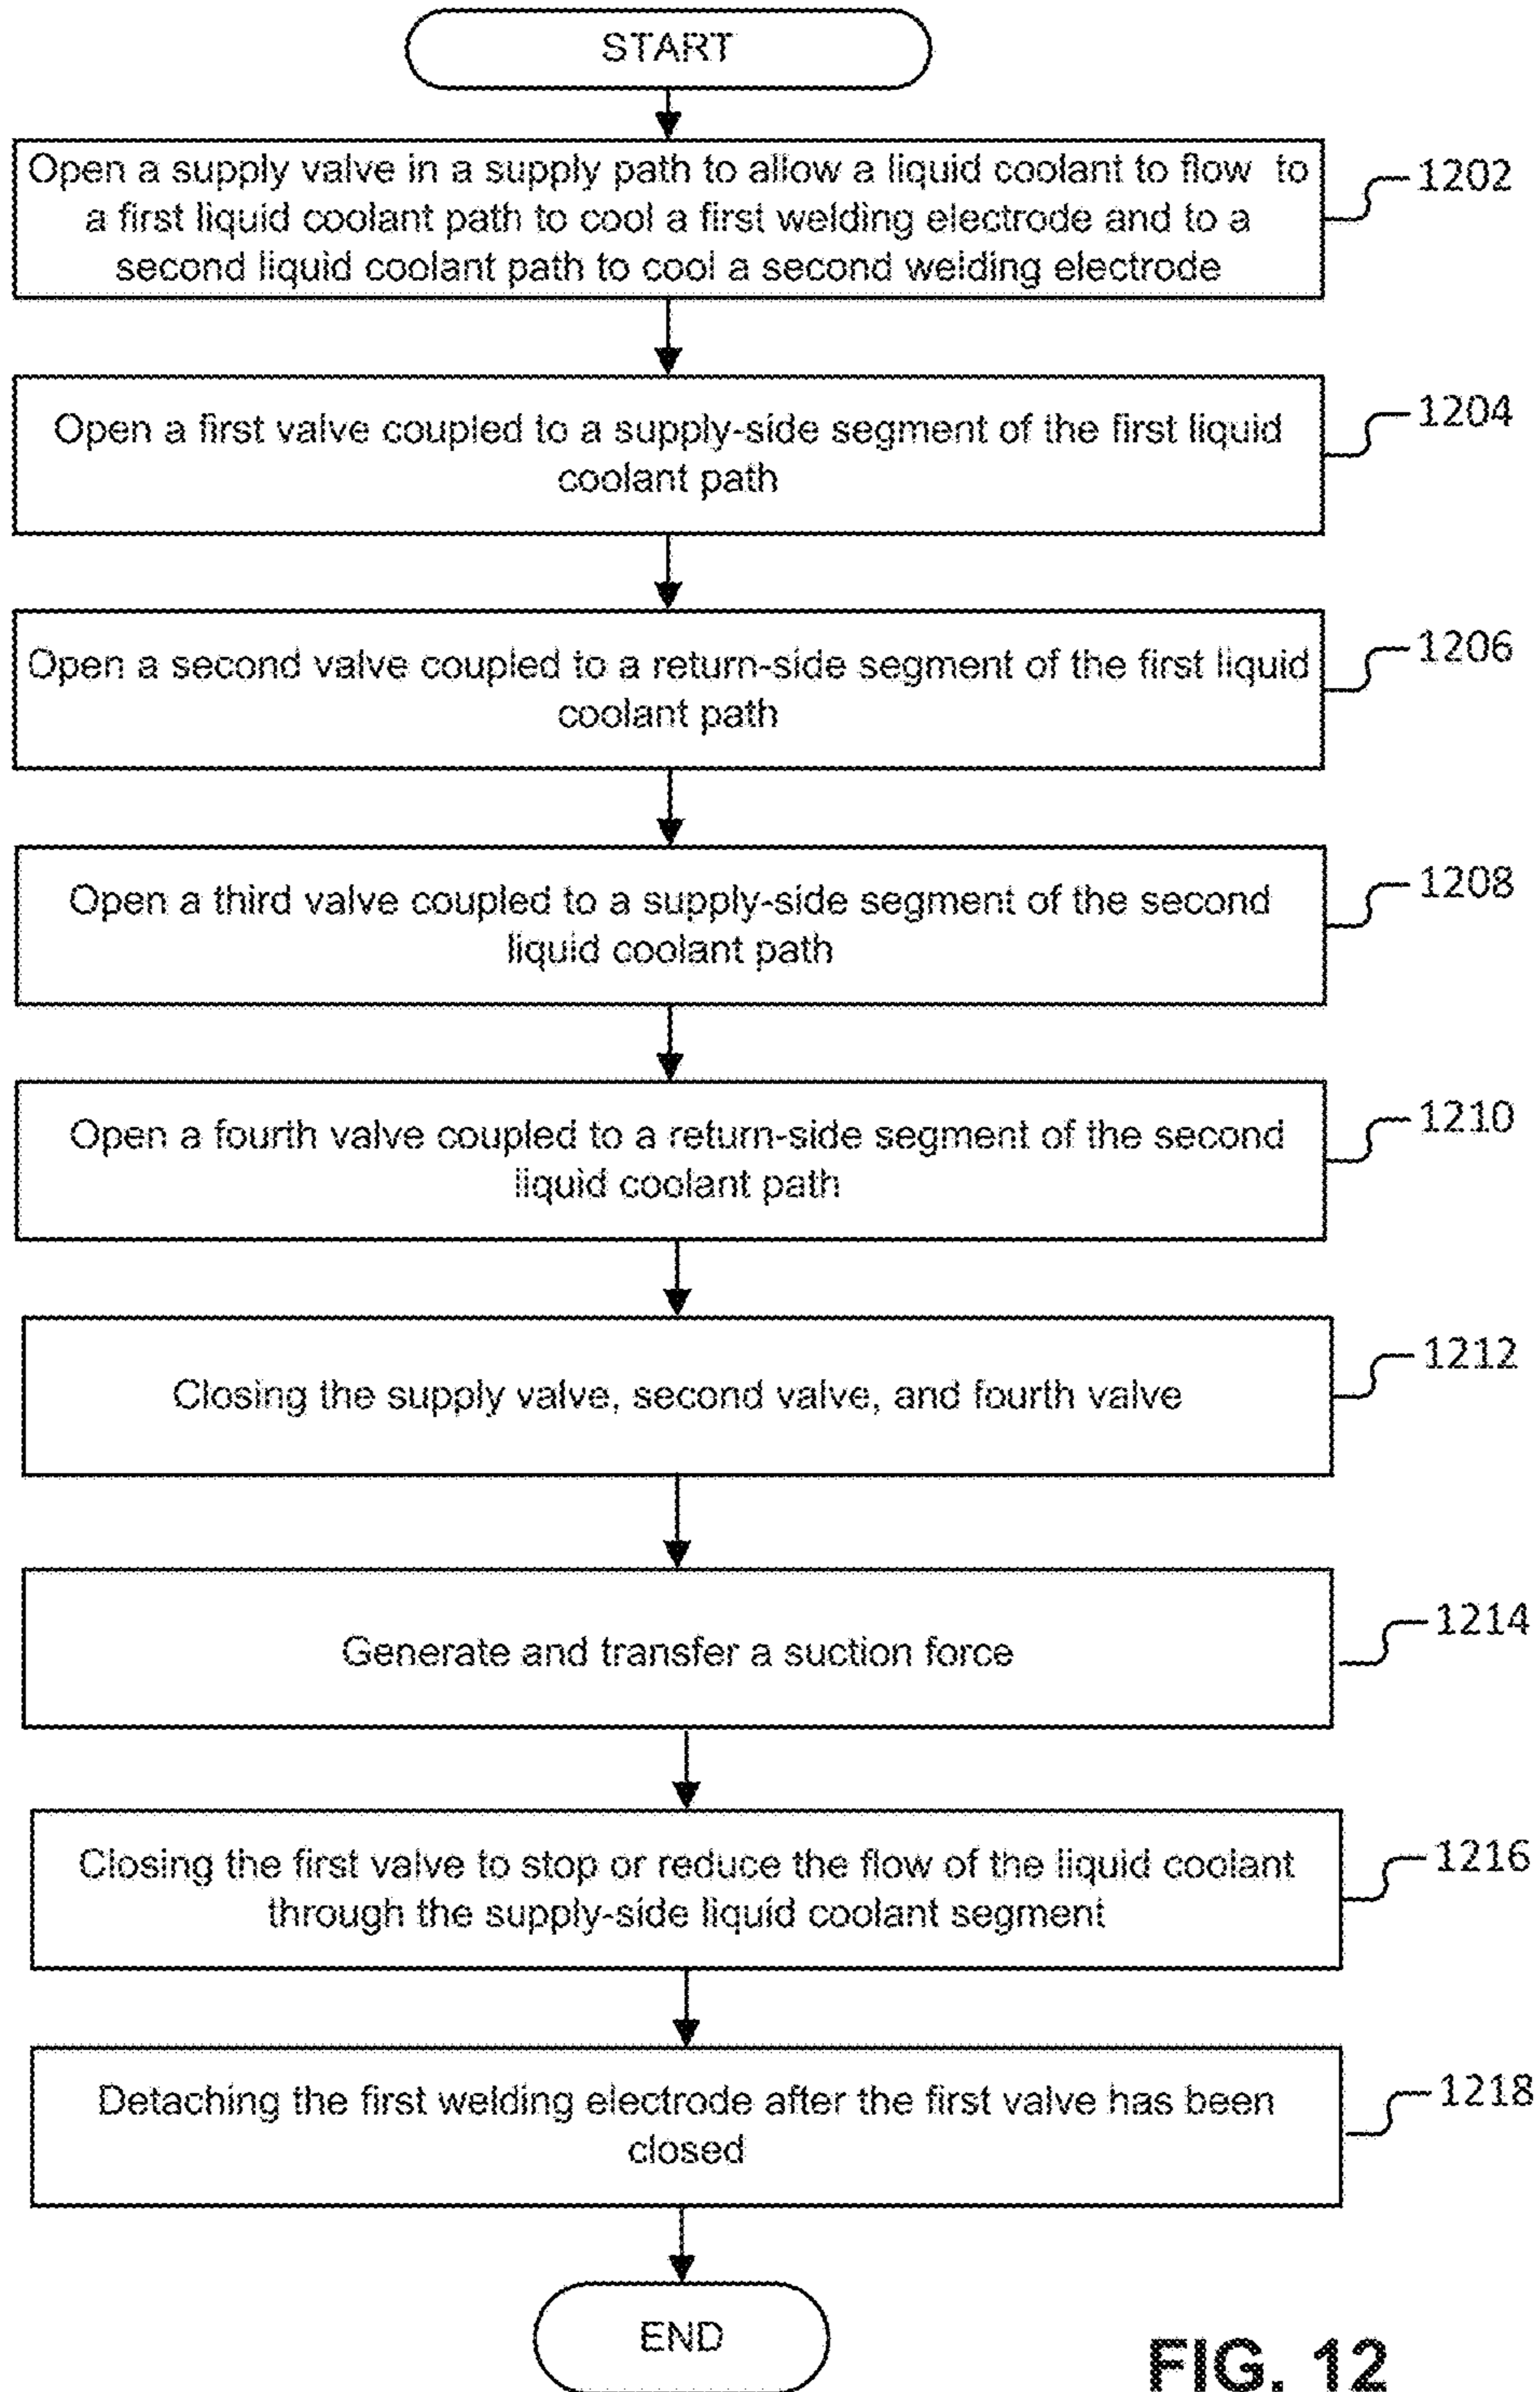 START
Open a supply valve in a supply path to allow a liquid coolant to flow to
a first liquid coolant path to cool a first welding electrode and to a
second liquid coolant path to cool a second welding electrode
1202
Open a first valve coupled to a supply-side segment of the first liquid
coolant path
1204
Open a second valve coupled to a return-side segment of the first liquid
coolant path
1206
Open a third valve coupled to a supply-side segment of the second
liquid coolant path
1208
Open a fourth valve coupled to a return-side segment of the second
liquid coolant path
1210
Closing the supply valve, second valve, and fourth valve
1212
Generate and transfer a suction force
1214
Closing the first valve to stop or reduce the flow of the liquid coolant
through the supply-side liquid coolant segment
1216
Detaching the first welding electrode after the first valve has been
closed
1218
END
FIG. 12